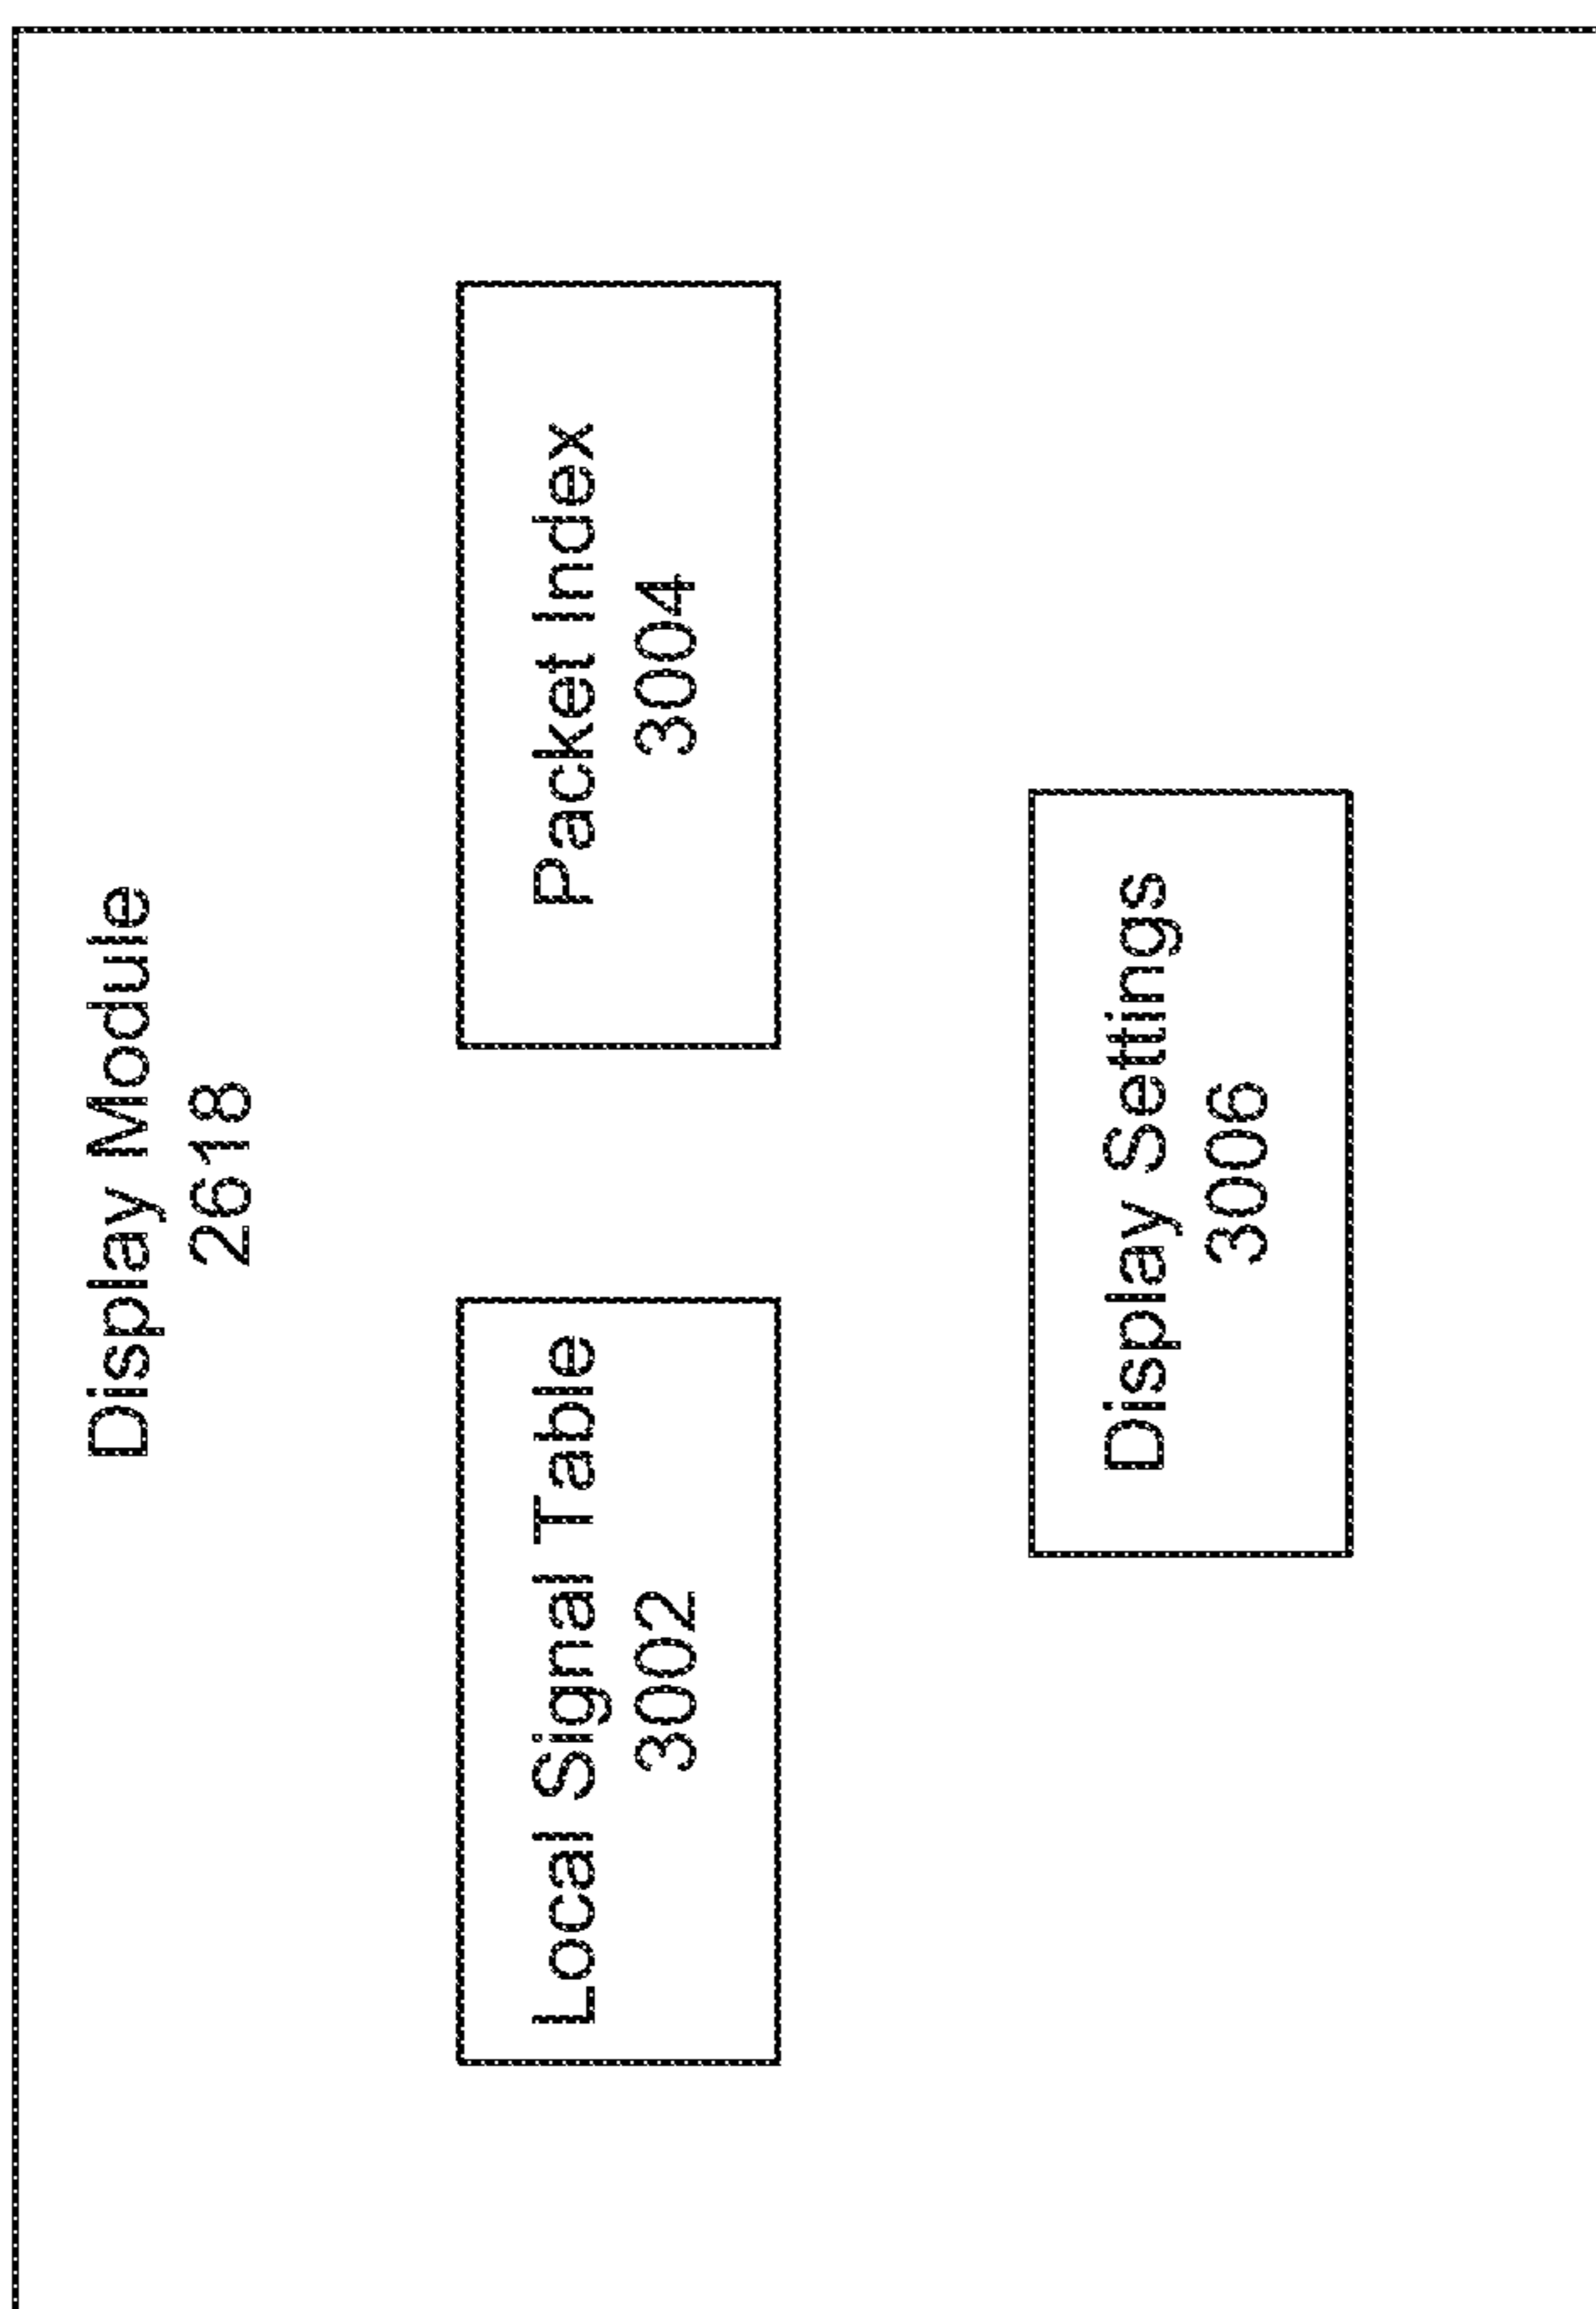 Display Module
2618
Local Signal Table
3002
Packet Index
3004
Display Settings
3006